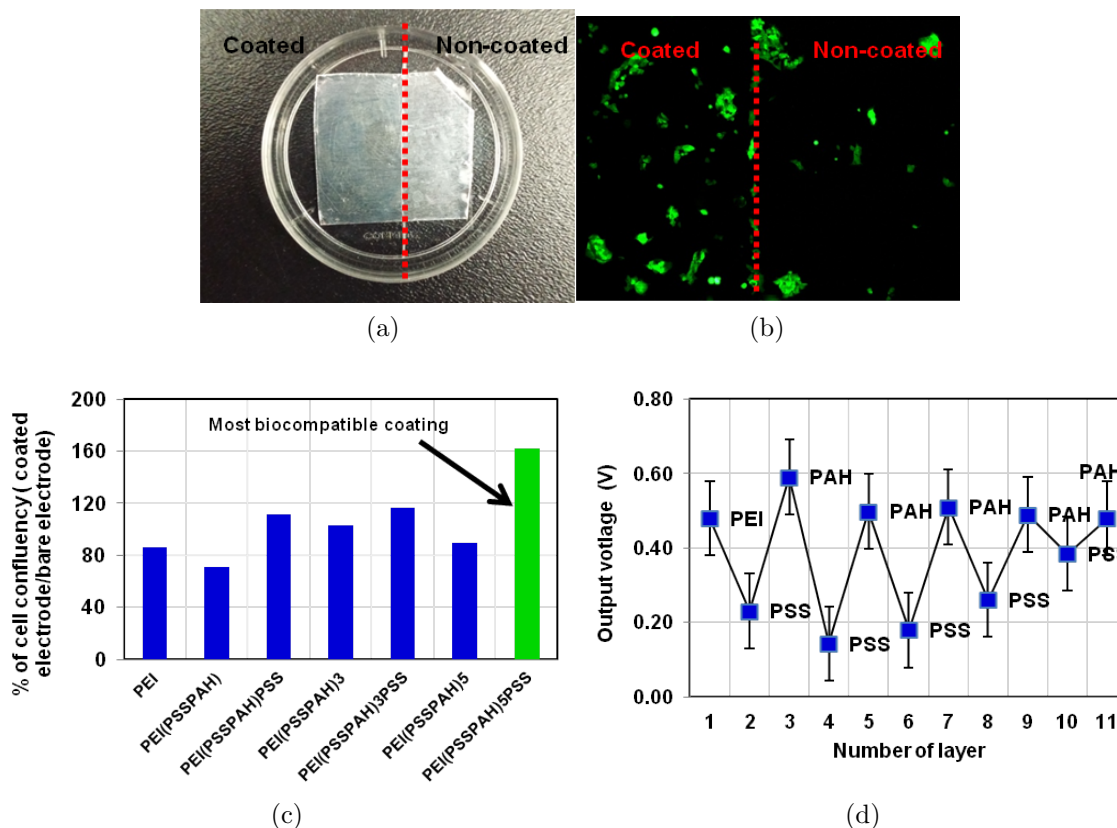 Coated
Non-coated
(a)
Coated
Non-coated
(b)
% of cell confluency ( coated
electrode/bare electrode)
200
160
120
80
40
0
Most biocompatible coating
PEI
PEI(PSSPAH)
PEI(PSSPAH)PSS
PEI(PSSPAH)3
PEI(PSSPAH)3PSS
PEI(PSSPAH)5
PEI(PSSPAH)5PSS
(c)
Output votlage (V)
0.80
0.60
0.40
0.20
0.00
PEI
PSS
PAH
PSS
PAH
PSS
PAH
PSS
PAH
PS
PAH
1 2 3 4 5 6 7 8 9 10 11
Number of layer
(d)